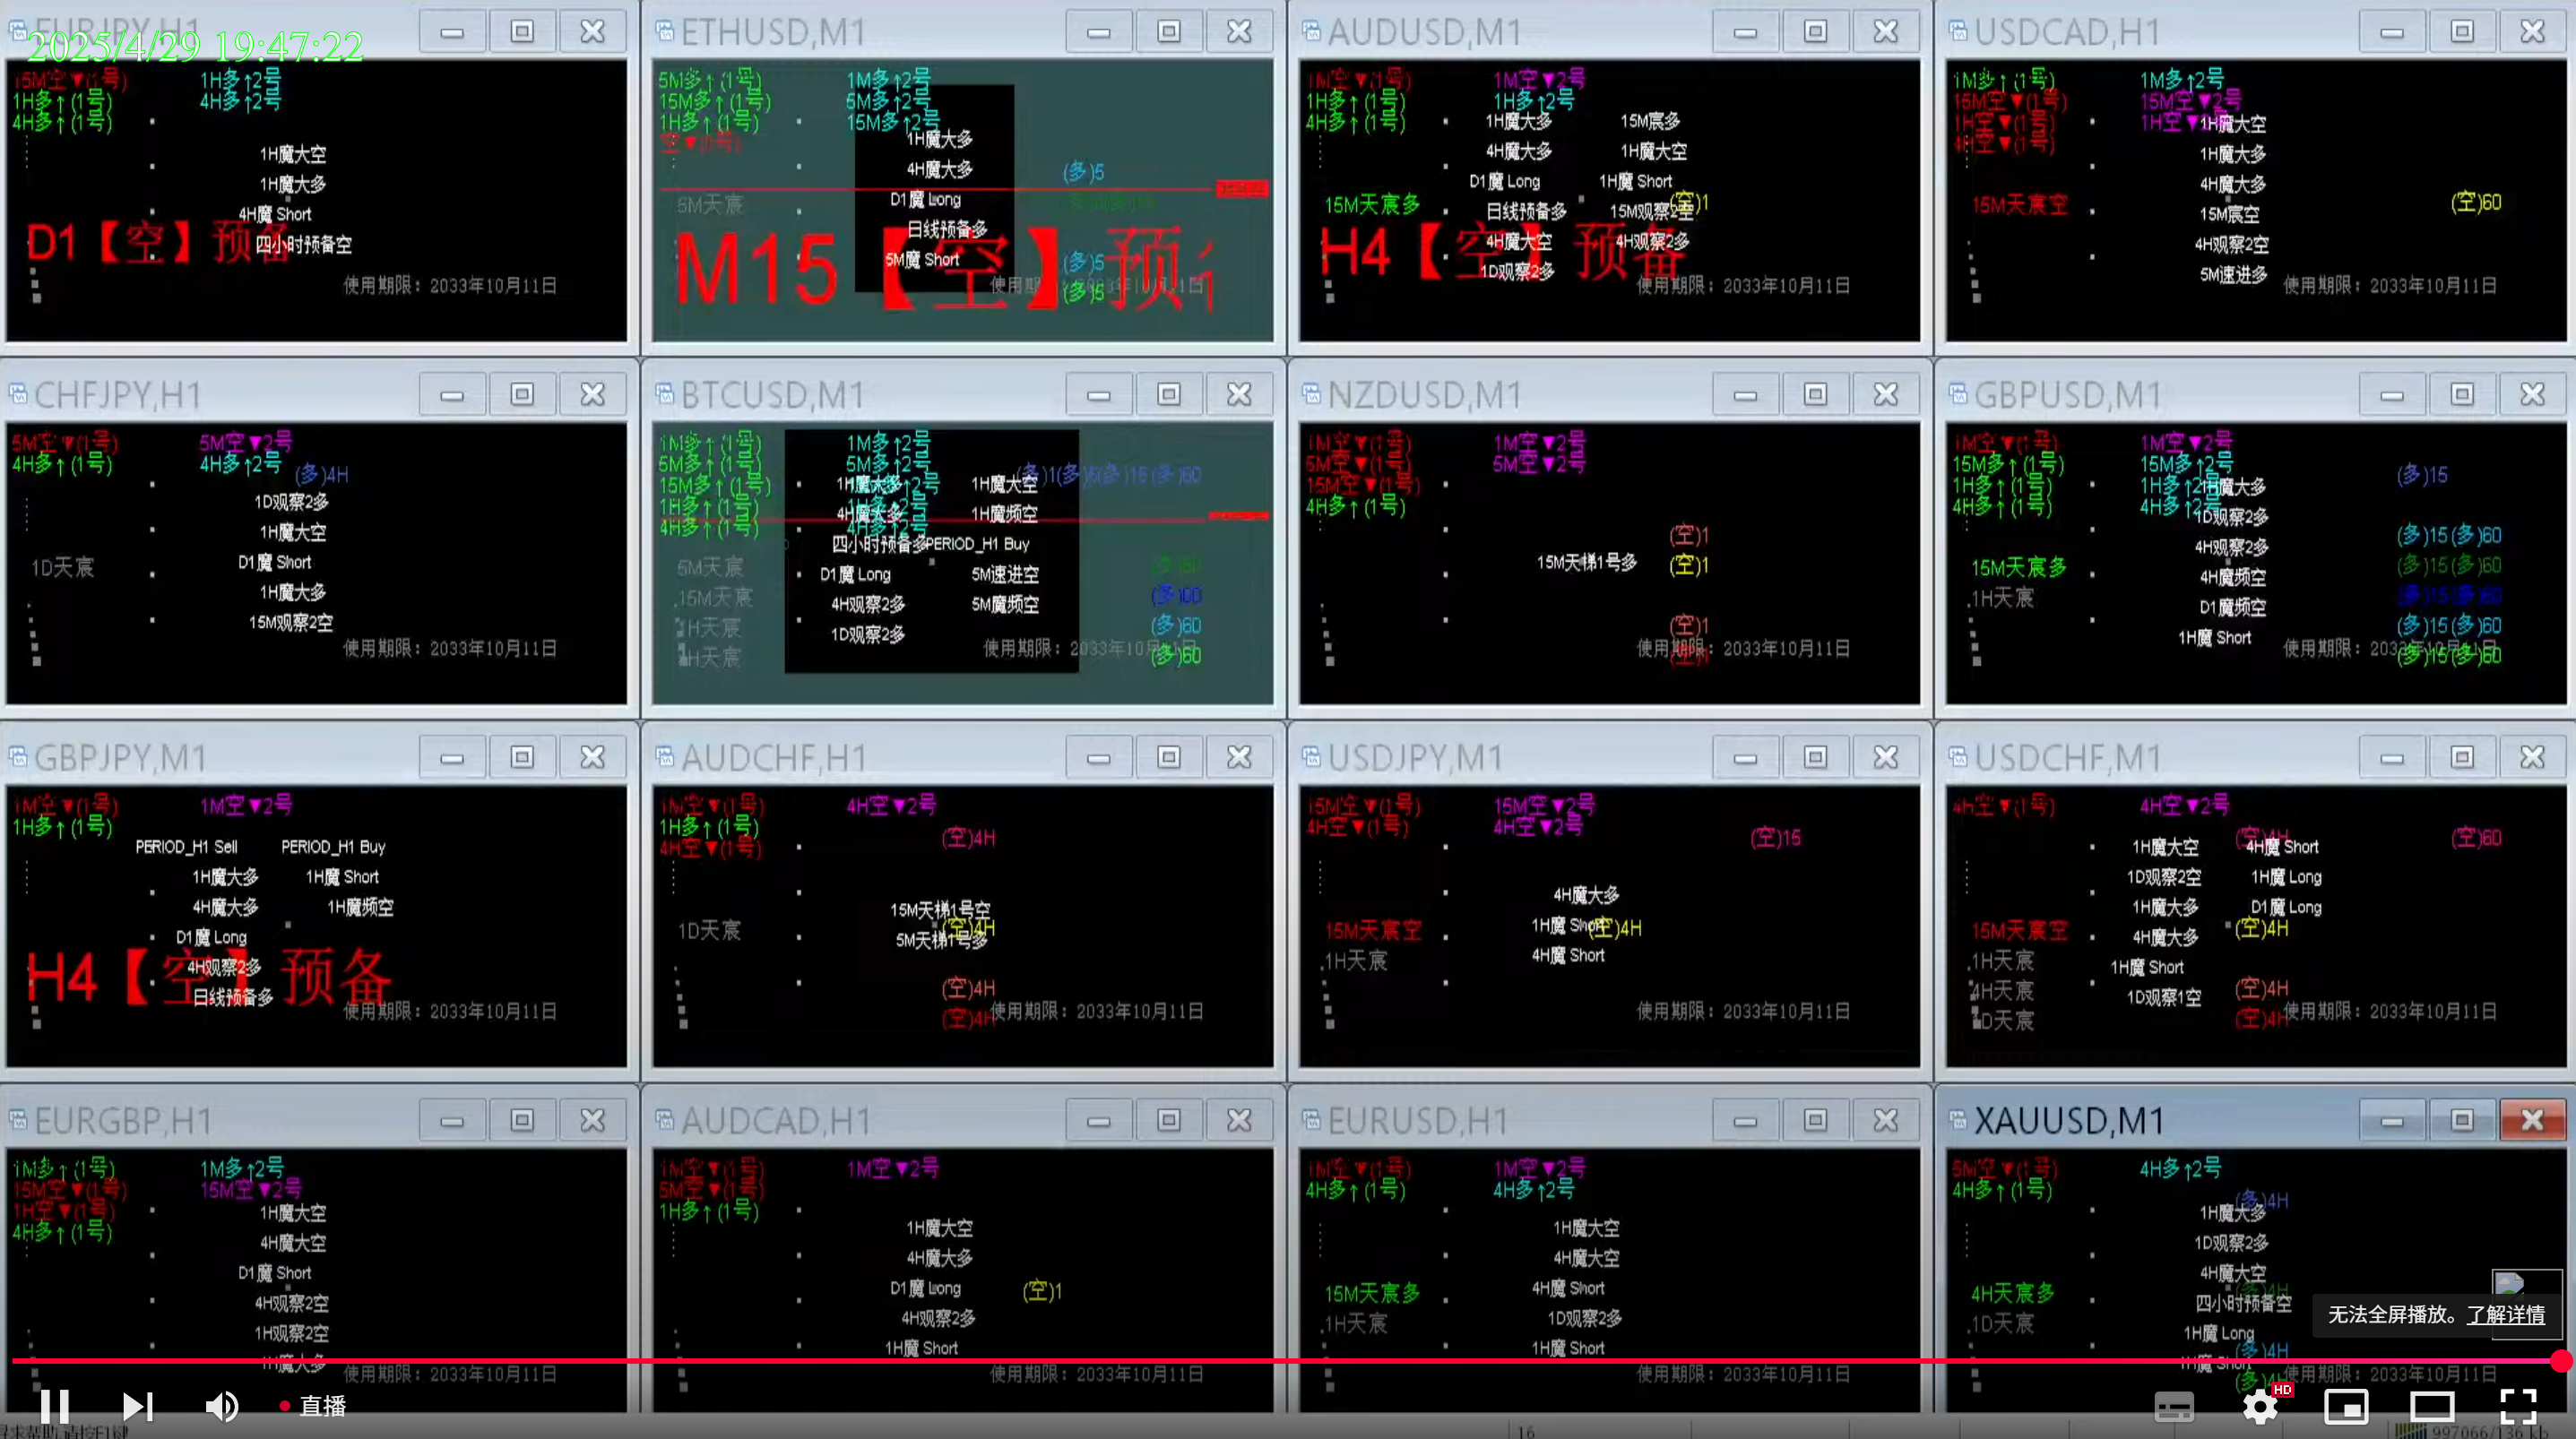 EURJPY,H1
2025/4/29 19:47:22
15M空▼(1号)
1H多↑2号
1H多↑(1号)
4H多↑2号
4H多↑(1号)
1H魔大空
1H魔大多
4H魔 Short
D1【空】预备
四小时预备空
使用期限：2033年10月11日
ETHUSD,M1
5M多↑(1号)
1M多↑2号
15M多↑(1号)
5M多↑2号
1H多↑(1号)
15M多↑2号
空▼(1号)
1H魔大多
4H魔大多
(多)5
D1魔 Long
5M天宸
日线预备多
M15【空】预
5M魔 Short
(多)5
(多)5
AUDUSD,M1
1M空▼(1号)
1M空▼2号
1H多↑(1号)
1H多↑2号
4H多↑(1号)
1H魔大多
15M宸多
4H魔大多
1H魔大空
D1魔 Long
1H魔 Short
15M天宸多
日线预备多
15M观察2空
(空)1
H4【空】预备
4H魔大空
4H观察2多
1D观察2多
使用期限：2033年10月11日
USDCAD,H1
1M多↑(1号)
1M多↑2号
15M空▼(1号)
15M空▼2号
1H空▼(1号)
1H空▼
1H魔大空
4H空▼(1号)
1H魔大多
4H魔大多
15M天宸空
15M宸空
(空)60
4H观察2空
5M速进多
使用期限：2033年10月11日
CHFJPY,H1
5M空▼(1号)
5M空▼2号
4H多↑(1号)
4H多↑2号
(多)4H
1D观察2多
1H魔大空
D1魔 Short
1D天宸
1H魔大多
15M观察2空
使用期限：2033年10月11日
BTCUSD,M1
1M多↑(1号)
1M多↑2号
5M多↑(1号)
5M多↑2号
(多)15(多)60
15M多↑(1号)
1H魔大空
1H多↑(1号)
4H魔大多
1H魔频空
4H多↑(1号)
4H多↑2号
四小时预备多
PERIOD_H1 Buy
5M天宸
D1魔 Long
5M速进空
15M天宸
4H观察2多
5M魔频空
1H天宸
1D观察2多
(多)60
H天宸
使用期限：2033年10月11日
(多)60
NZDUSD,M1
1M空▼(1号)
1M空▼2号
5M空▼(1号)
5M空▼2号
15M空▼(1号)
4H多↑(1号)
(空)1
15M天梯1号多
(空)1
(空)1
使用期限：2033年10月11日
GBPUSD,M1
1M空▼(1号)
1M空▼2号
15M多↑(1号)
15M多↑2号
(多)15
1H多↑(1号)
1H多↑2号
1H魔大多
4H多↑(1号)
4H多↑2号
1D观察2多
4H观察2多
(多)15(多)60
15M天宸多
4H魔频空
(多)15(多)60
1H天宸
D1魔频空
(多)15(多)60
1H魔 Short
(多)15(多)60
使用期限：2033年10月11日
(多)15(多)60
GBPJPY,M1
1M空▼(1号)
1M空▼2号
1H多↑(1号)
PERIOD_H1 Sell
PERIOD_H1 Buy
1H魔大多
1H魔 Short
4H魔大多
1H魔频空
D1魔 Long
H4【空】预备
4H观察2多
日线预备多
使用期限：2033年10月11日
AUDCHF,H1
1M空▼(1号)
4H空▼2号
1H多↑(1号)
(空)4H
4H空▼(1号)
15M天梯1号空
1D天宸
(空)4H
5M天梯1号多
(空)4H
(空)4H
使用期限：2033年10月11日
USDJPY,M1
15M空▼(1号)
15M空▼2号
4H空▼(1号)
4H空▼2号
(空)15
4H魔大多
15M天宸空
1H魔 Short
(空)4H
1H天宸
4H魔 Short
使用期限：2033年10月11日
USDCHF,M1
4H空▼(1号)
4H空▼2号
(空)4H
(空)60
1H魔大空
4H魔 Short
1D观察2空
1H魔 Long
1H魔大多
D1魔 Long
15M天宸空
4H魔大多
(空)4H
1H天宸
1H魔 Short
4H天宸
1D观察1空
(空)4H
1D天宸
(空)4H
使用期限：2033年10月11日
EURGBP,H1
1M多↑(1号)
1M多↑2号
15M空▼(1号)
15M空▼2号
1H空▼(1号)
1H魔大空
4H多↑(1号)
4H魔大空
D1魔 Short
4H观察2空
1H观察2空
1H魔大多
使用期限：2033年10月11日
AUDCAD,H1
1M空▼(1号)
1M空▼2号
5M空▼(1号)
1H多↑(1号)
1H魔大空
4H魔大多
D1魔 Long
(空)1
4H观察2多
1H魔 Short
使用期限：2033年10月11日
EURUSD,H1
1M空▼(1号)
1M空▼2号
4H多↑(1号)
4H多↑2号
1H魔大空
4H魔大空
15M天宸多
4H魔 Short
1H天宸
1D观察2多
1H魔 Short
使用期限：2033年10月11日
XAUUSD,M1
5M空▼(1号)
4H多↑2号
4H多↑(1号)
(多)4H
1H魔大多
1D观察2多
4H魔大空
4H天宸多
四小时预备空
1D天宸
1H魔 Long
(多)4H
1H魔 Short
使用期限：2033年10月11日
无法全屏播放。了解详情
直播
HD
16
997066/136 kb